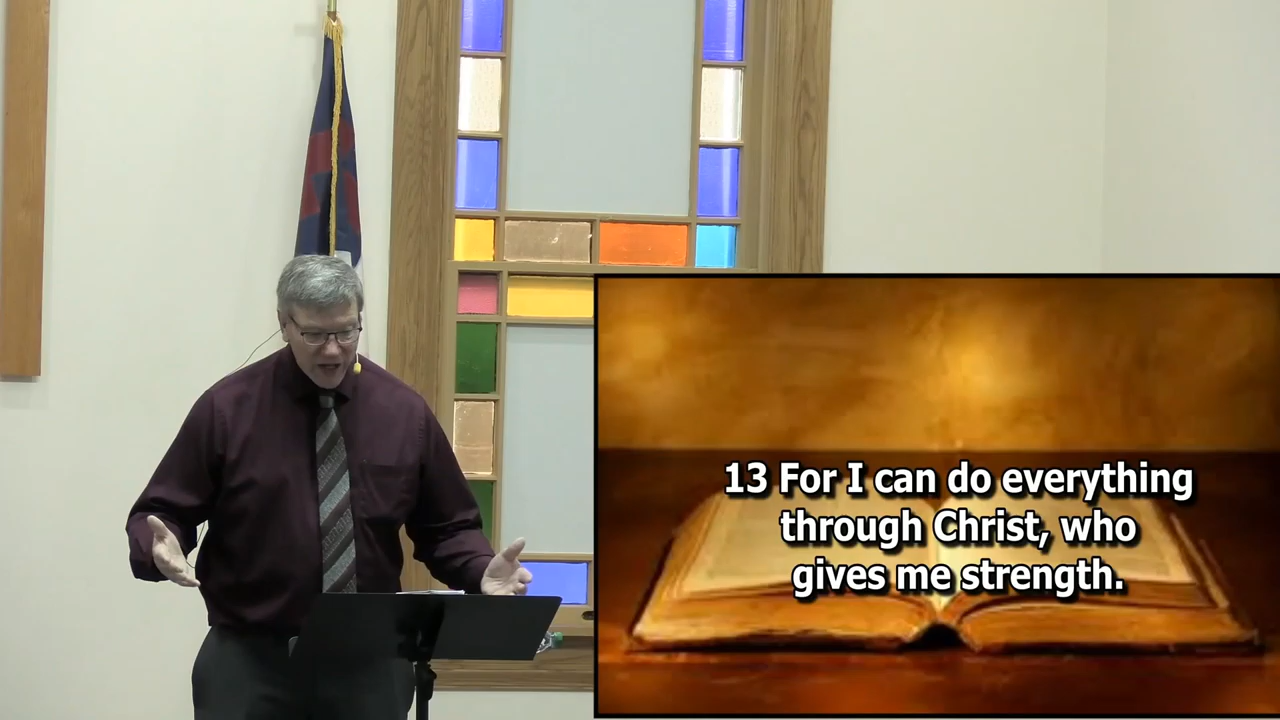 13 For I can do everything
through Christ, who
gives me strength.